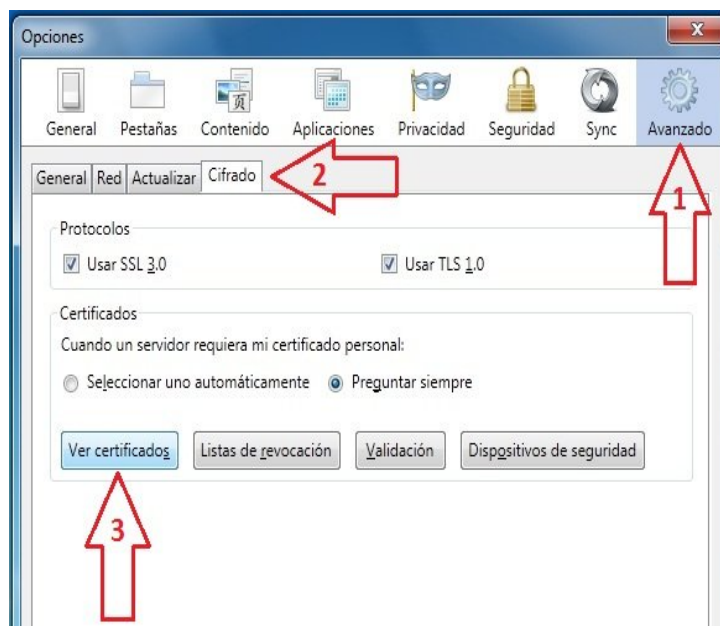 Opciones
x
General Pestañas Contenido Aplicaciones Privacidad Seguridad Sync Avanzado
General Red Actualizar Cifrado
2
1
Protocolos
Usar SSL 3.0 Usar TLS 1.0
Certificados
Cuando un servidor requiera mi certificado personal:
Seleccionar uno automáticamente Preguntar siempre
Ver certificados Listas de revocación Validación Dispositivos de seguridad
3